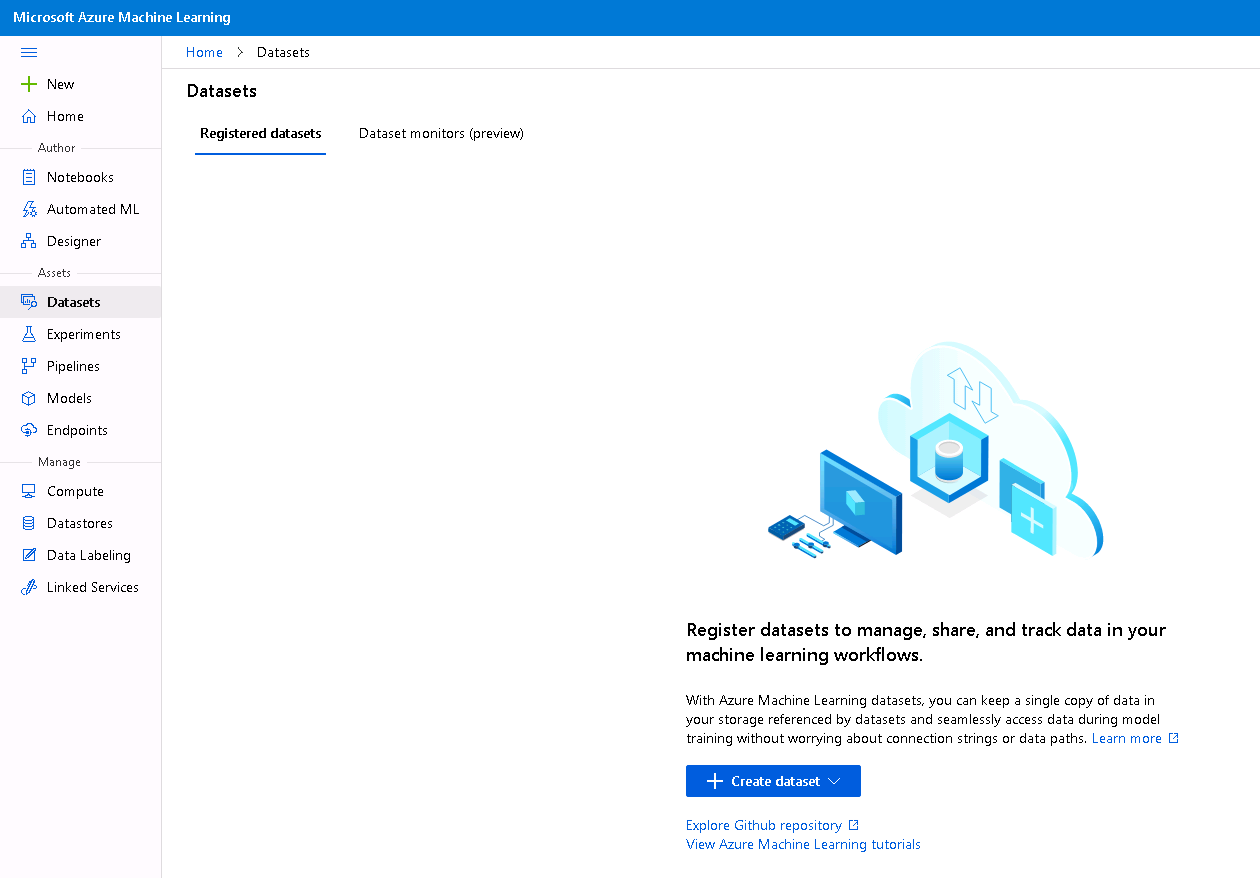 Microsoft Azure Machine Learning
New
Home
Author
Notebooks
Automated ML
Designer
Assets
Datasets
Experiments
Pipelines
Models
Endpoints
Manage
Compute
Datastores
Data Labeling
Linked Services
Home > Datasets
Datasets
Registered datasets
Dataset monitors (preview)
Register datasets to manage, share, and track data in your
machine learning workflows.
With Azure Machine Learning datasets, you can keep a single copy of data in
your storage referenced by datasets and seamlessly access data during model
training without worrying about connection strings or data paths. Learn more
Create dataset
Explore Github repository
View Azure Machine Learning tutorials